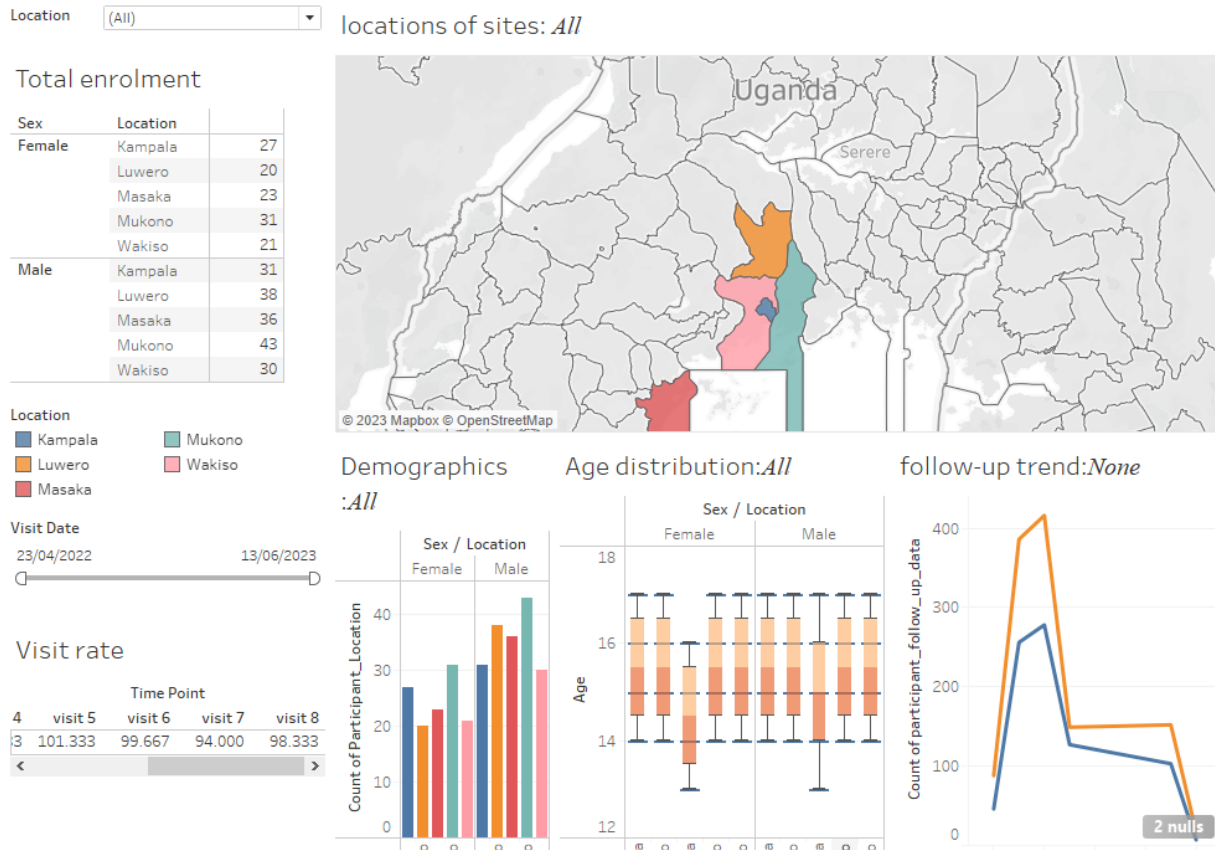 Location
(All)
Total enrolment
Sex Location
Female Kampala 27
Luwero 20
Masaka 23
Mukono 31
Wakiso 21
Male Kampala 31
Luwero 38
Masaka 36
Mukono 43
Wakiso 30
Location
Kampala Mukono
Luwero Wakiso
Masaka
Visit Date
23/04/2022 13/06/2023
Visit rate
Time Point
4 visit 5 visit 6 visit 7 visit 8
3 101.333 99.667 94.000 98.333
locations of sites: All
Uganda
Serere
© 2023 Mapbox © OpenStreetMap
Demographics
:All
Sex / Location
Female Male
Count of Participant_Location
40
30
20
10
0
Age distribution:All
Sex / Location
Female Male
Age
18
16
14
12
follow-up trend:None
Count of participant_follow_up_data
400
300
200
100
0
2 nulls